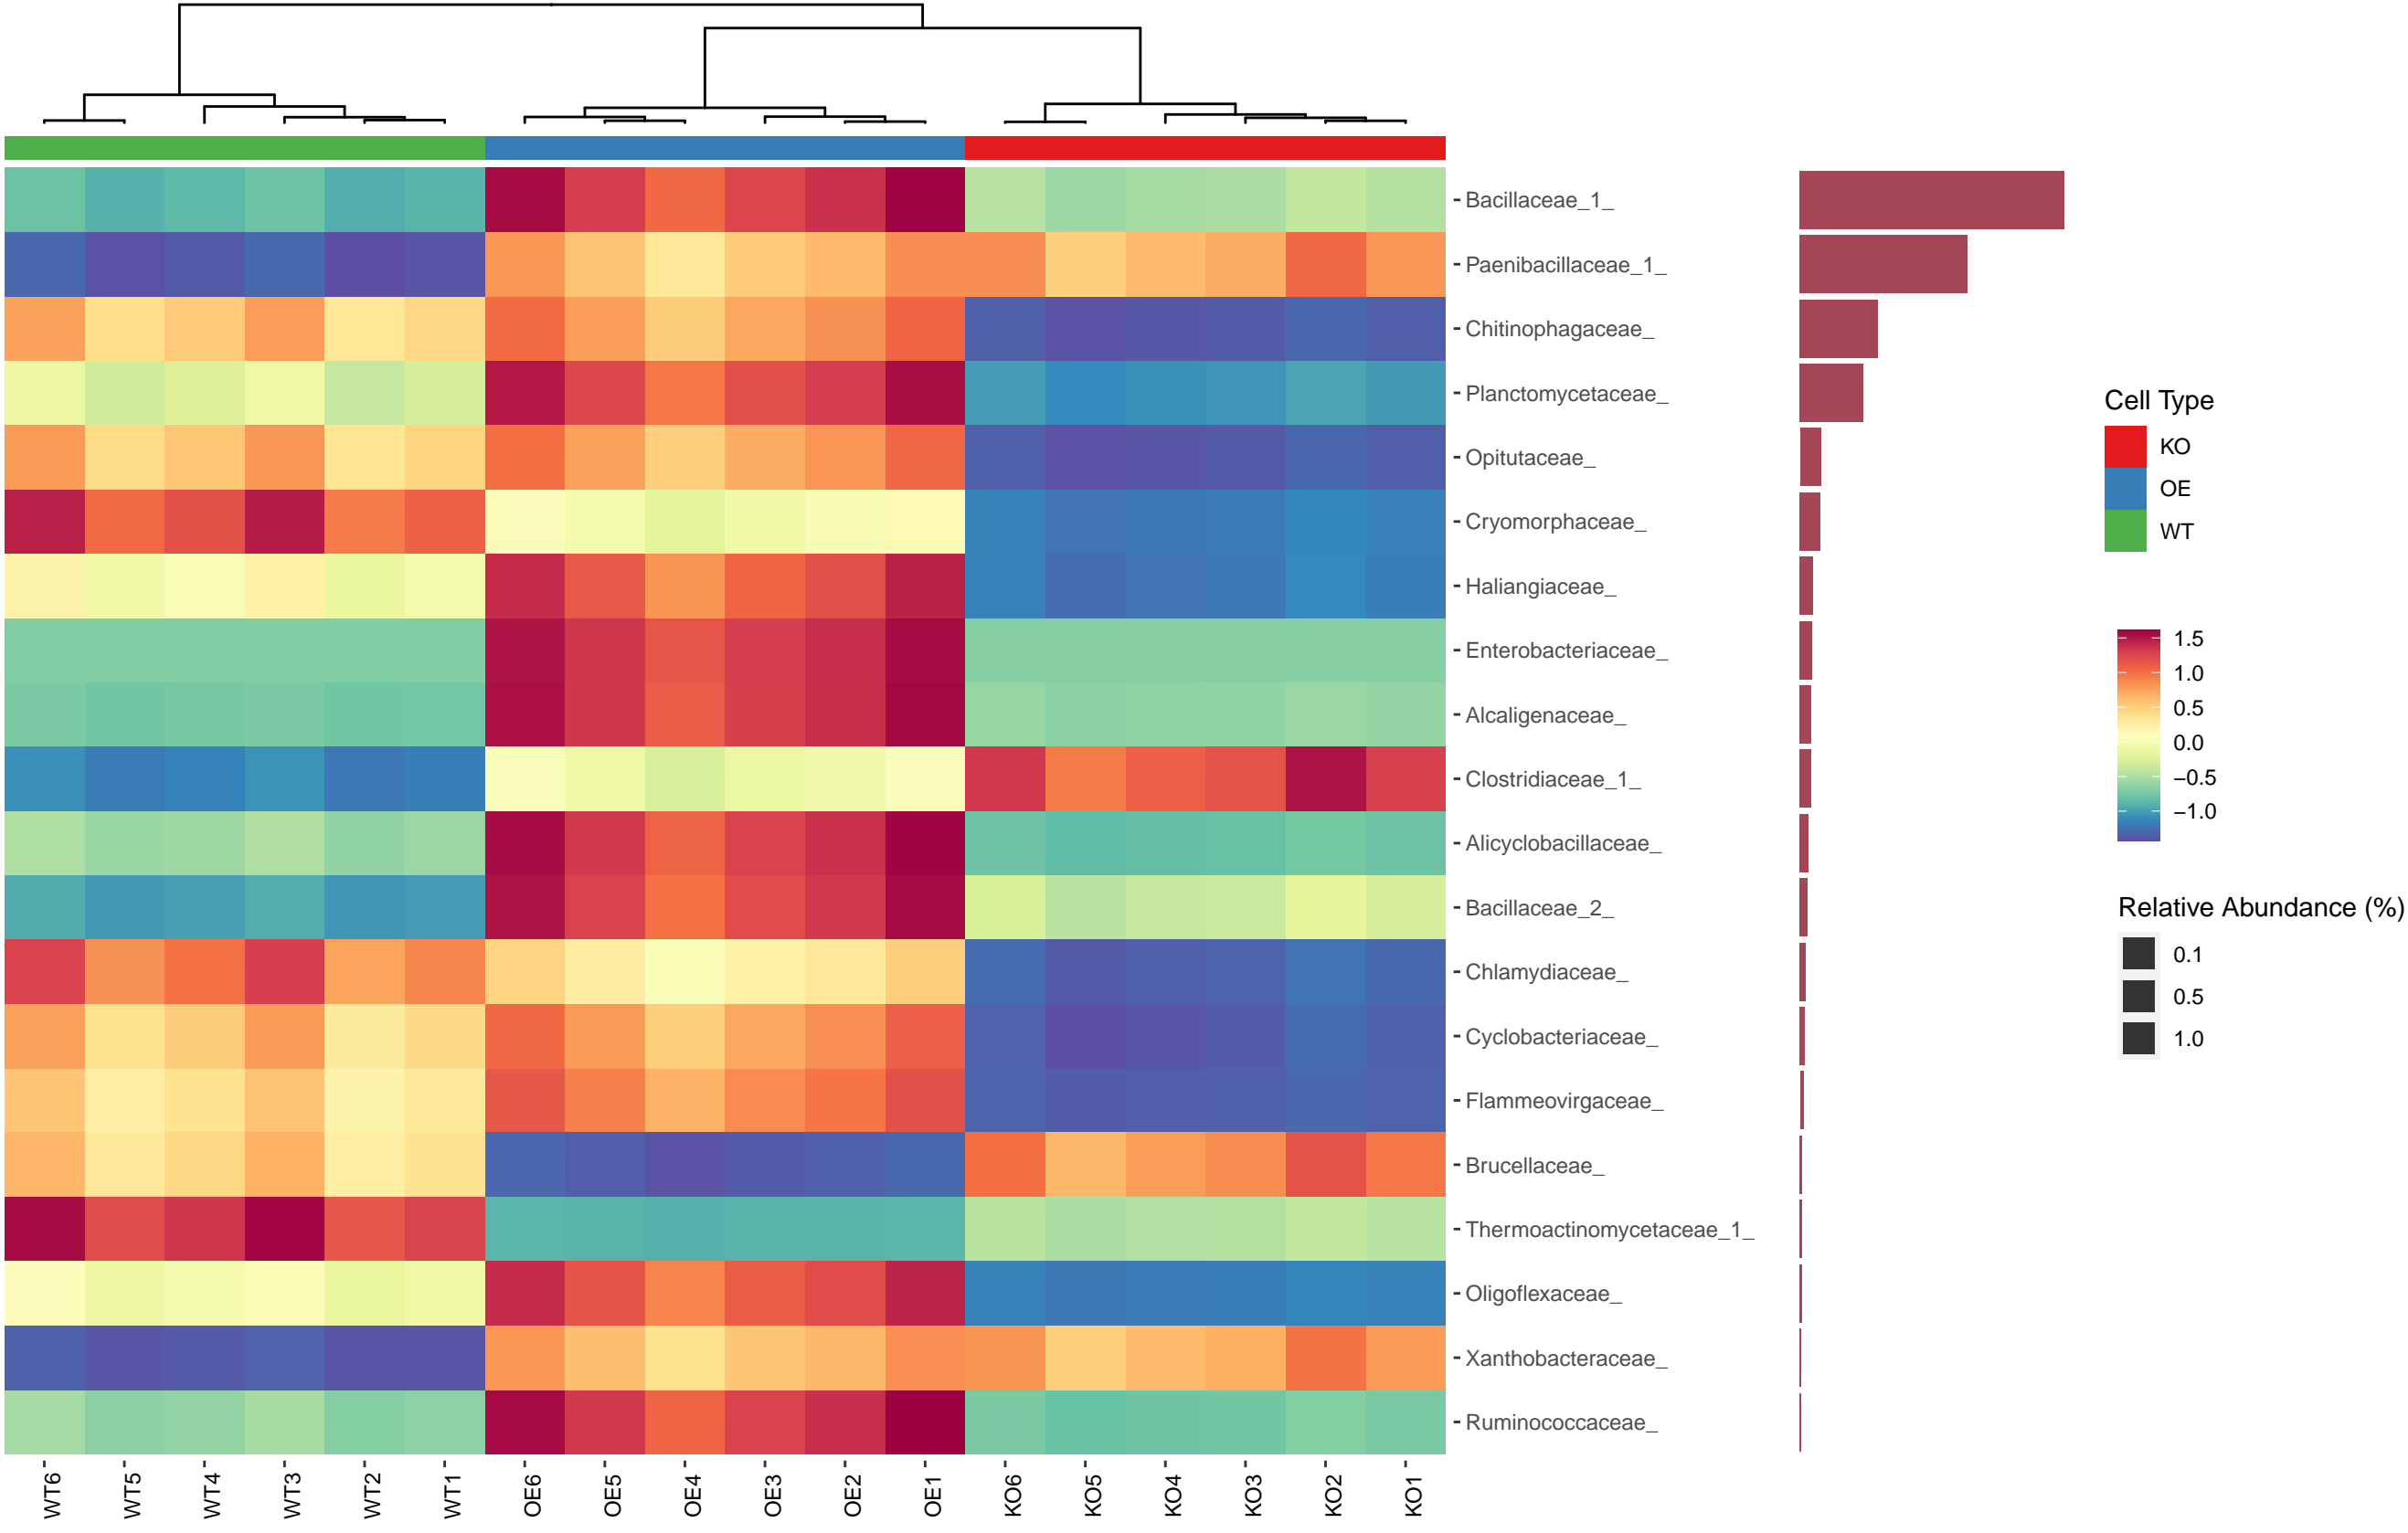 Bacillaceae_1_
Paenibacillaceae_1_
Chitinophagaceae_
Planctomycetaceae_
Opitutaceae_
Cryomorphaceae_
Haliangiaceae_
Enterobacteriaceae_
Alcaligenaceae_
Clostridiaceae_1_
Alicyclobacillaceae_
Bacillaceae_2_
Chlamydiaceae_
Cyclobacteriaceae_
Flammeovirgaceae_
Brucellaceae_
Thermoactinomycetaceae_1_
Oligoflexaceae_
Xanthobacteraceae_
Ruminococcaceae_
WT6
WT5
WT4
WT3
WT2
WT1
OE6
OE5
OE4
OE3
OE2
OE1
KO6
KO5
KO4
KO3
KO2
KO1
Cell Type
KO
OE
WT
1.5
1.0
0.5
0.0
−0.5
−1.0
Relative Abundance (%)
0.1
0.5
1.0